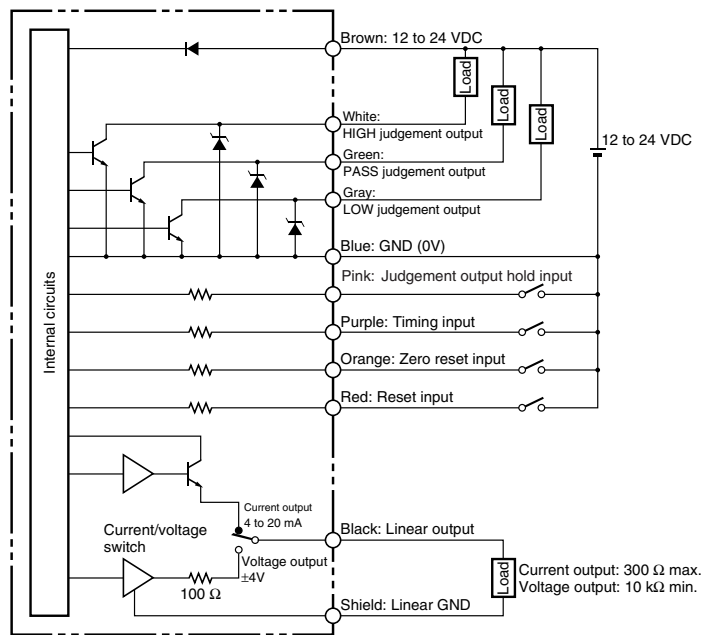 Brown: 12 to 24 VDC
Load
Load
Load
White:
HIGH judgement output
12 to 24 VDC
Green:
PASS judgement output
Gray:
LOW judgement output
Blue: GND (0V)
Pink: Judgement output hold input
Internal circuits
Purple: Timing input
Orange: Zero reset input
Red: Reset input
Current output
4 to 20 mA
Current/voltage
switch
Black: Linear output
Voltage output
±4V
100 Ω
Load
Current output: 300 Ω max.
Voltage output: 10 kΩ min.
Shield: Linear GND